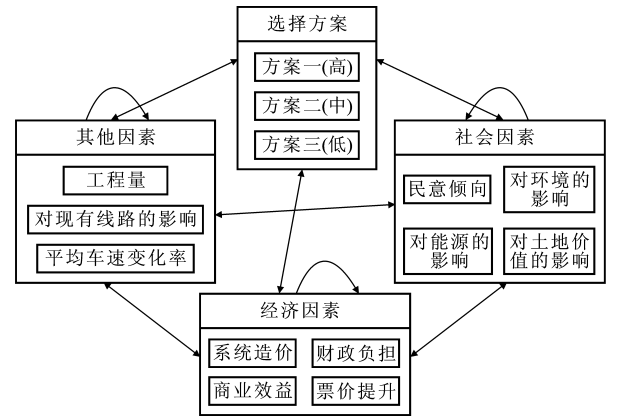 选择方案
方案一(高)
方案二(中)
方案三(低)
其他因素
工程量
对现有线路的影响
平均车速变化率
社会因素
民意倾向
对环境的
影响
对能源的
影响
对土地价
值的影响
经济因素
系统造价
财政负担
商业效益
票价提升